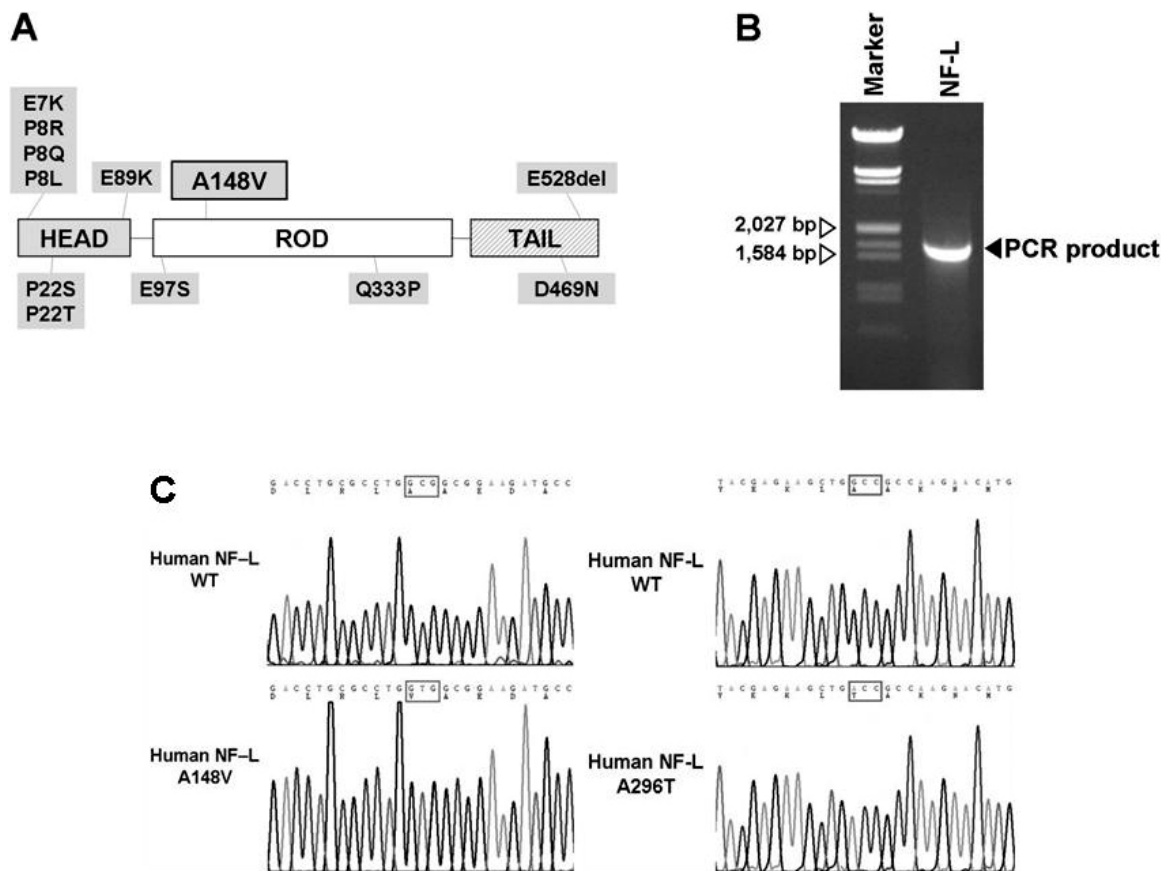 A
E7K
P8R
P8Q
P8L
E89K
A148V
E528del
HEAD
ROD
TAIL
P22S
P22T
E97S
Q333P
D469N
B
Marker
NF-L
2,027 bp
1,584 bp
PCR product
C
G A C C T G C G C C T G G C G G C G G A A G A T G C C
D L R L A A E D A
Human NF–L
WT
G A C C T G C G C C T G G T G G C G G A A G A T G C C
D L R L V A E D A
Human NF–L
A148V
T A C G A G A A G C T G G C C G C C A A G A A C A T G
Y E K L A A K N M
Human NF-L
WT
T A C G A G A A G C T G A C C G C C A A G A A C A T G
Y E K L T A K N M
Human NF-L
A296T